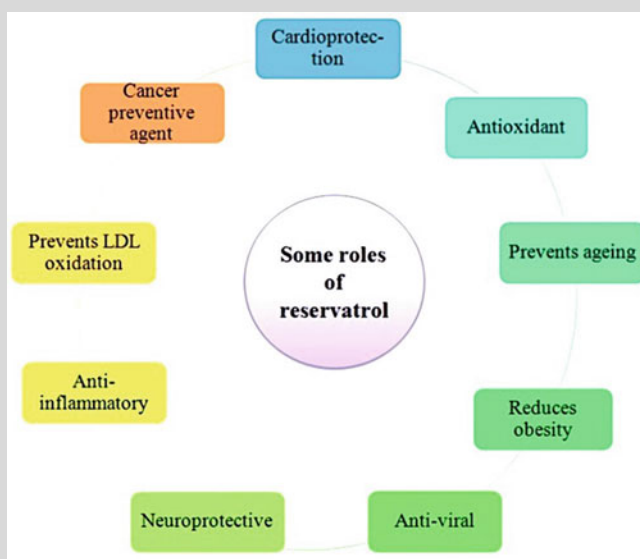 Cardioprotec-
tion
Antioxidant
Prevents ageing
Reduces
obesity
Anti-viral
Neuroprotective
Anti-
inflammatory
Prevents LDL
oxidation
Cancer
preventive
agent
Some roles
of
reservatrol